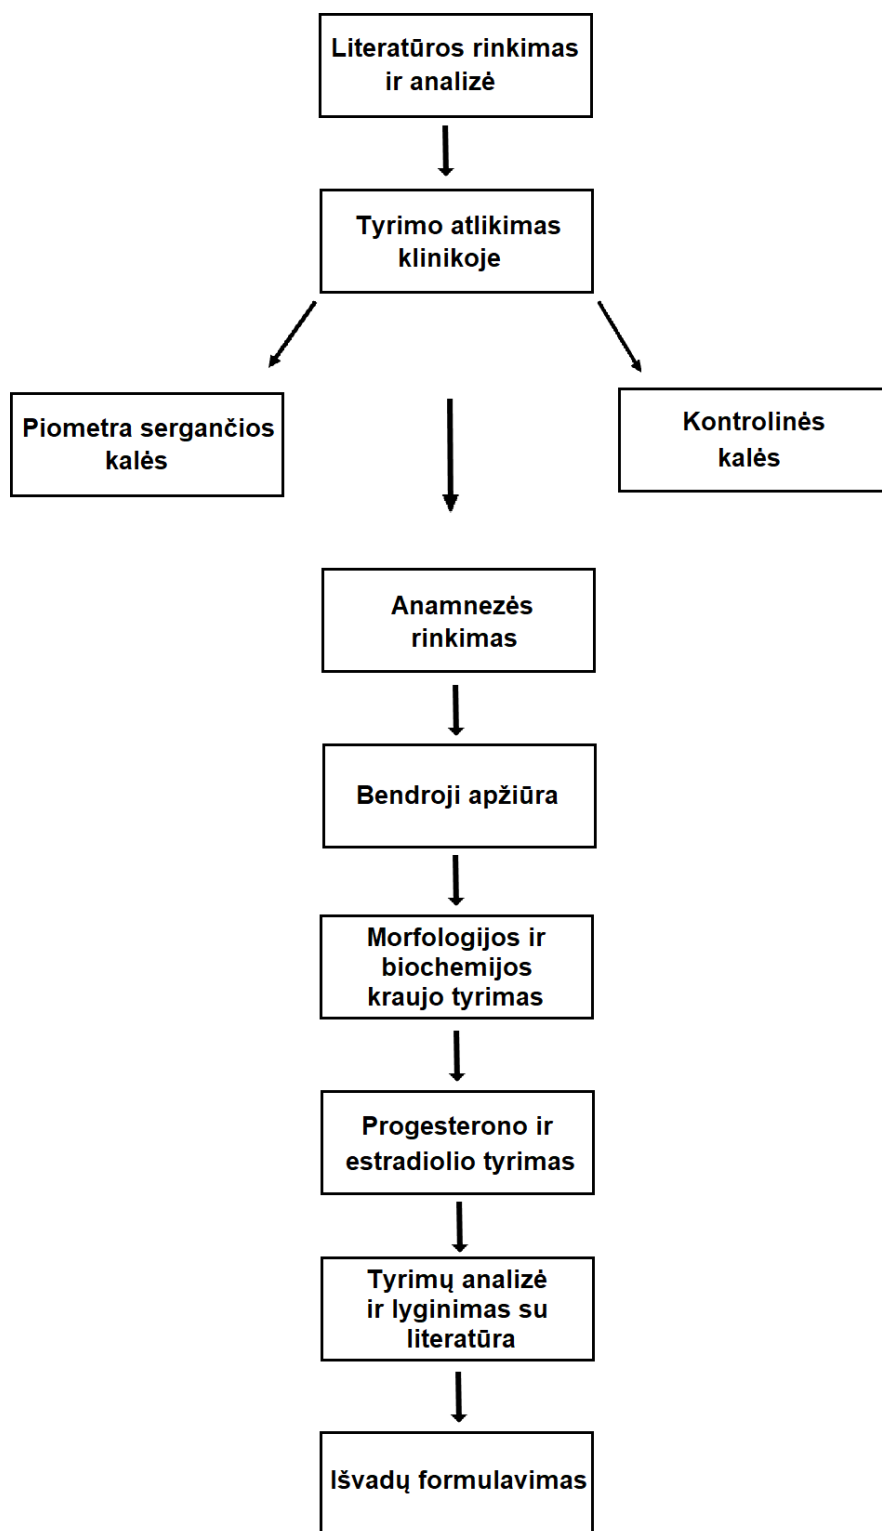 Literatūros rinkimas
ir analizė
Tyrimo atlikimas
klinikoje
Piometra sergančios
kalės
Kontrolinės
kalės
Anamnezės
rinkimas
Bendroji apžiūra
Morfologijos ir
biochemijos
kraujo tyrimas
Progesterono ir
estradiolio tyrimas
Tyrimų analizė
ir lyginimas su
literatūra
Išvadų formulavimas